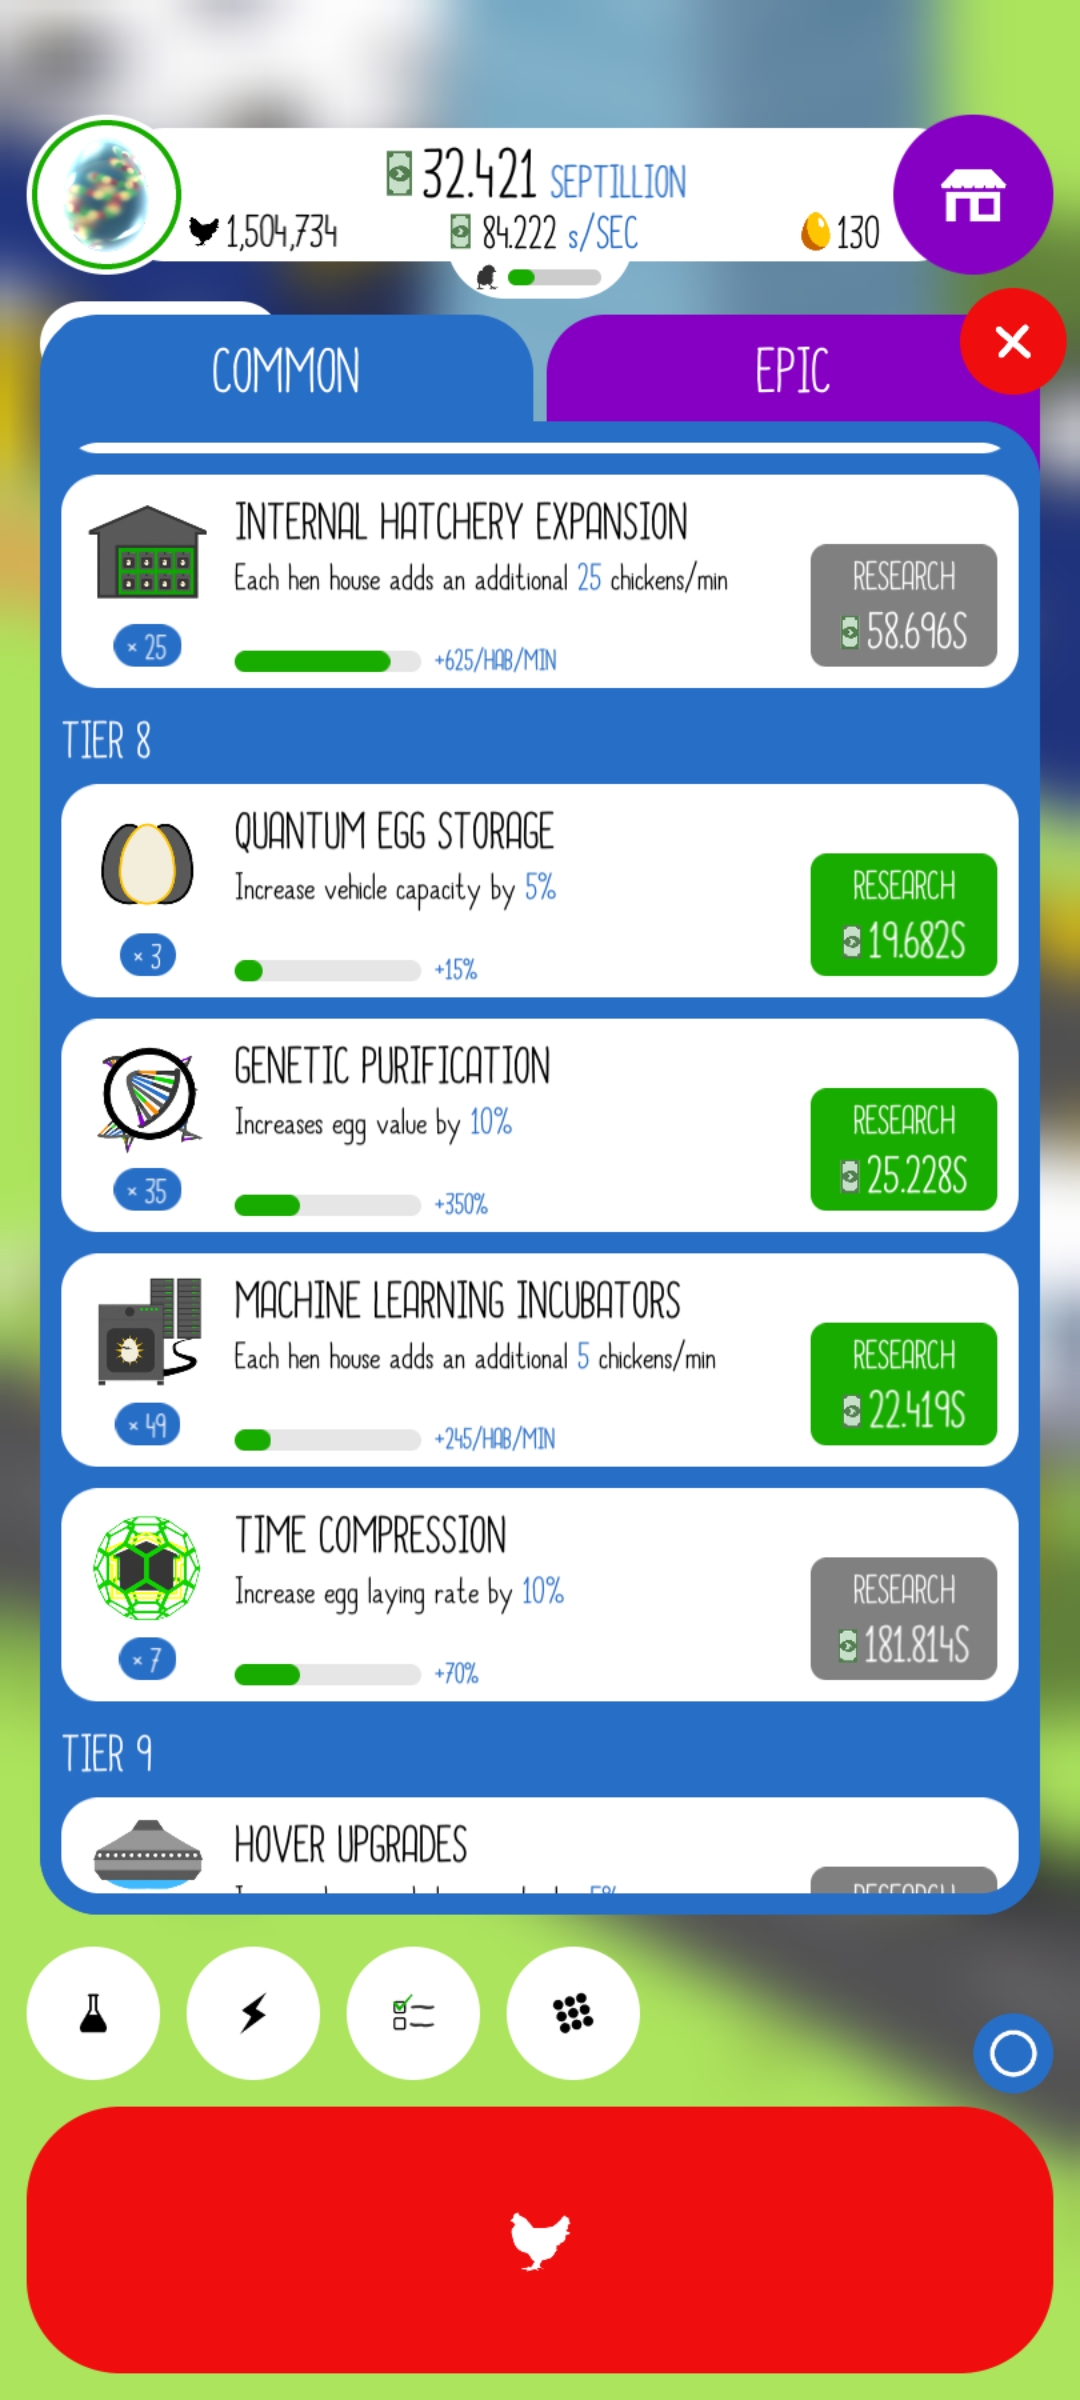 32.421 SEPTILLION
1,504,734
84.222 s/SEC
130
COMMON
EPIC
INTERNAL HATCHERY EXPANSION
Each hen house adds an additional 25 chickens/min
RESEARCH
58.696S
× 25
+625/HAB/MIN
TIER 8
QUANTUM EGG STORAGE
Increase vehicle capacity by 5%
RESEARCH
19.682S
× 3
+15%
GENETIC PURIFICATION
Increases egg value by 10%
RESEARCH
25.228S
× 35
+350%
MACHINE LEARNING INCUBATORS
Each hen house adds an additional 5 chickens/min
RESEARCH
22.419S
× 49
+245/HAB/MIN
TIME COMPRESSION
Increase egg laying rate by 10%
RESEARCH
181.814S
× 7
+70%
TIER 9
HOVER UPGRADES
5%
RESEARCH